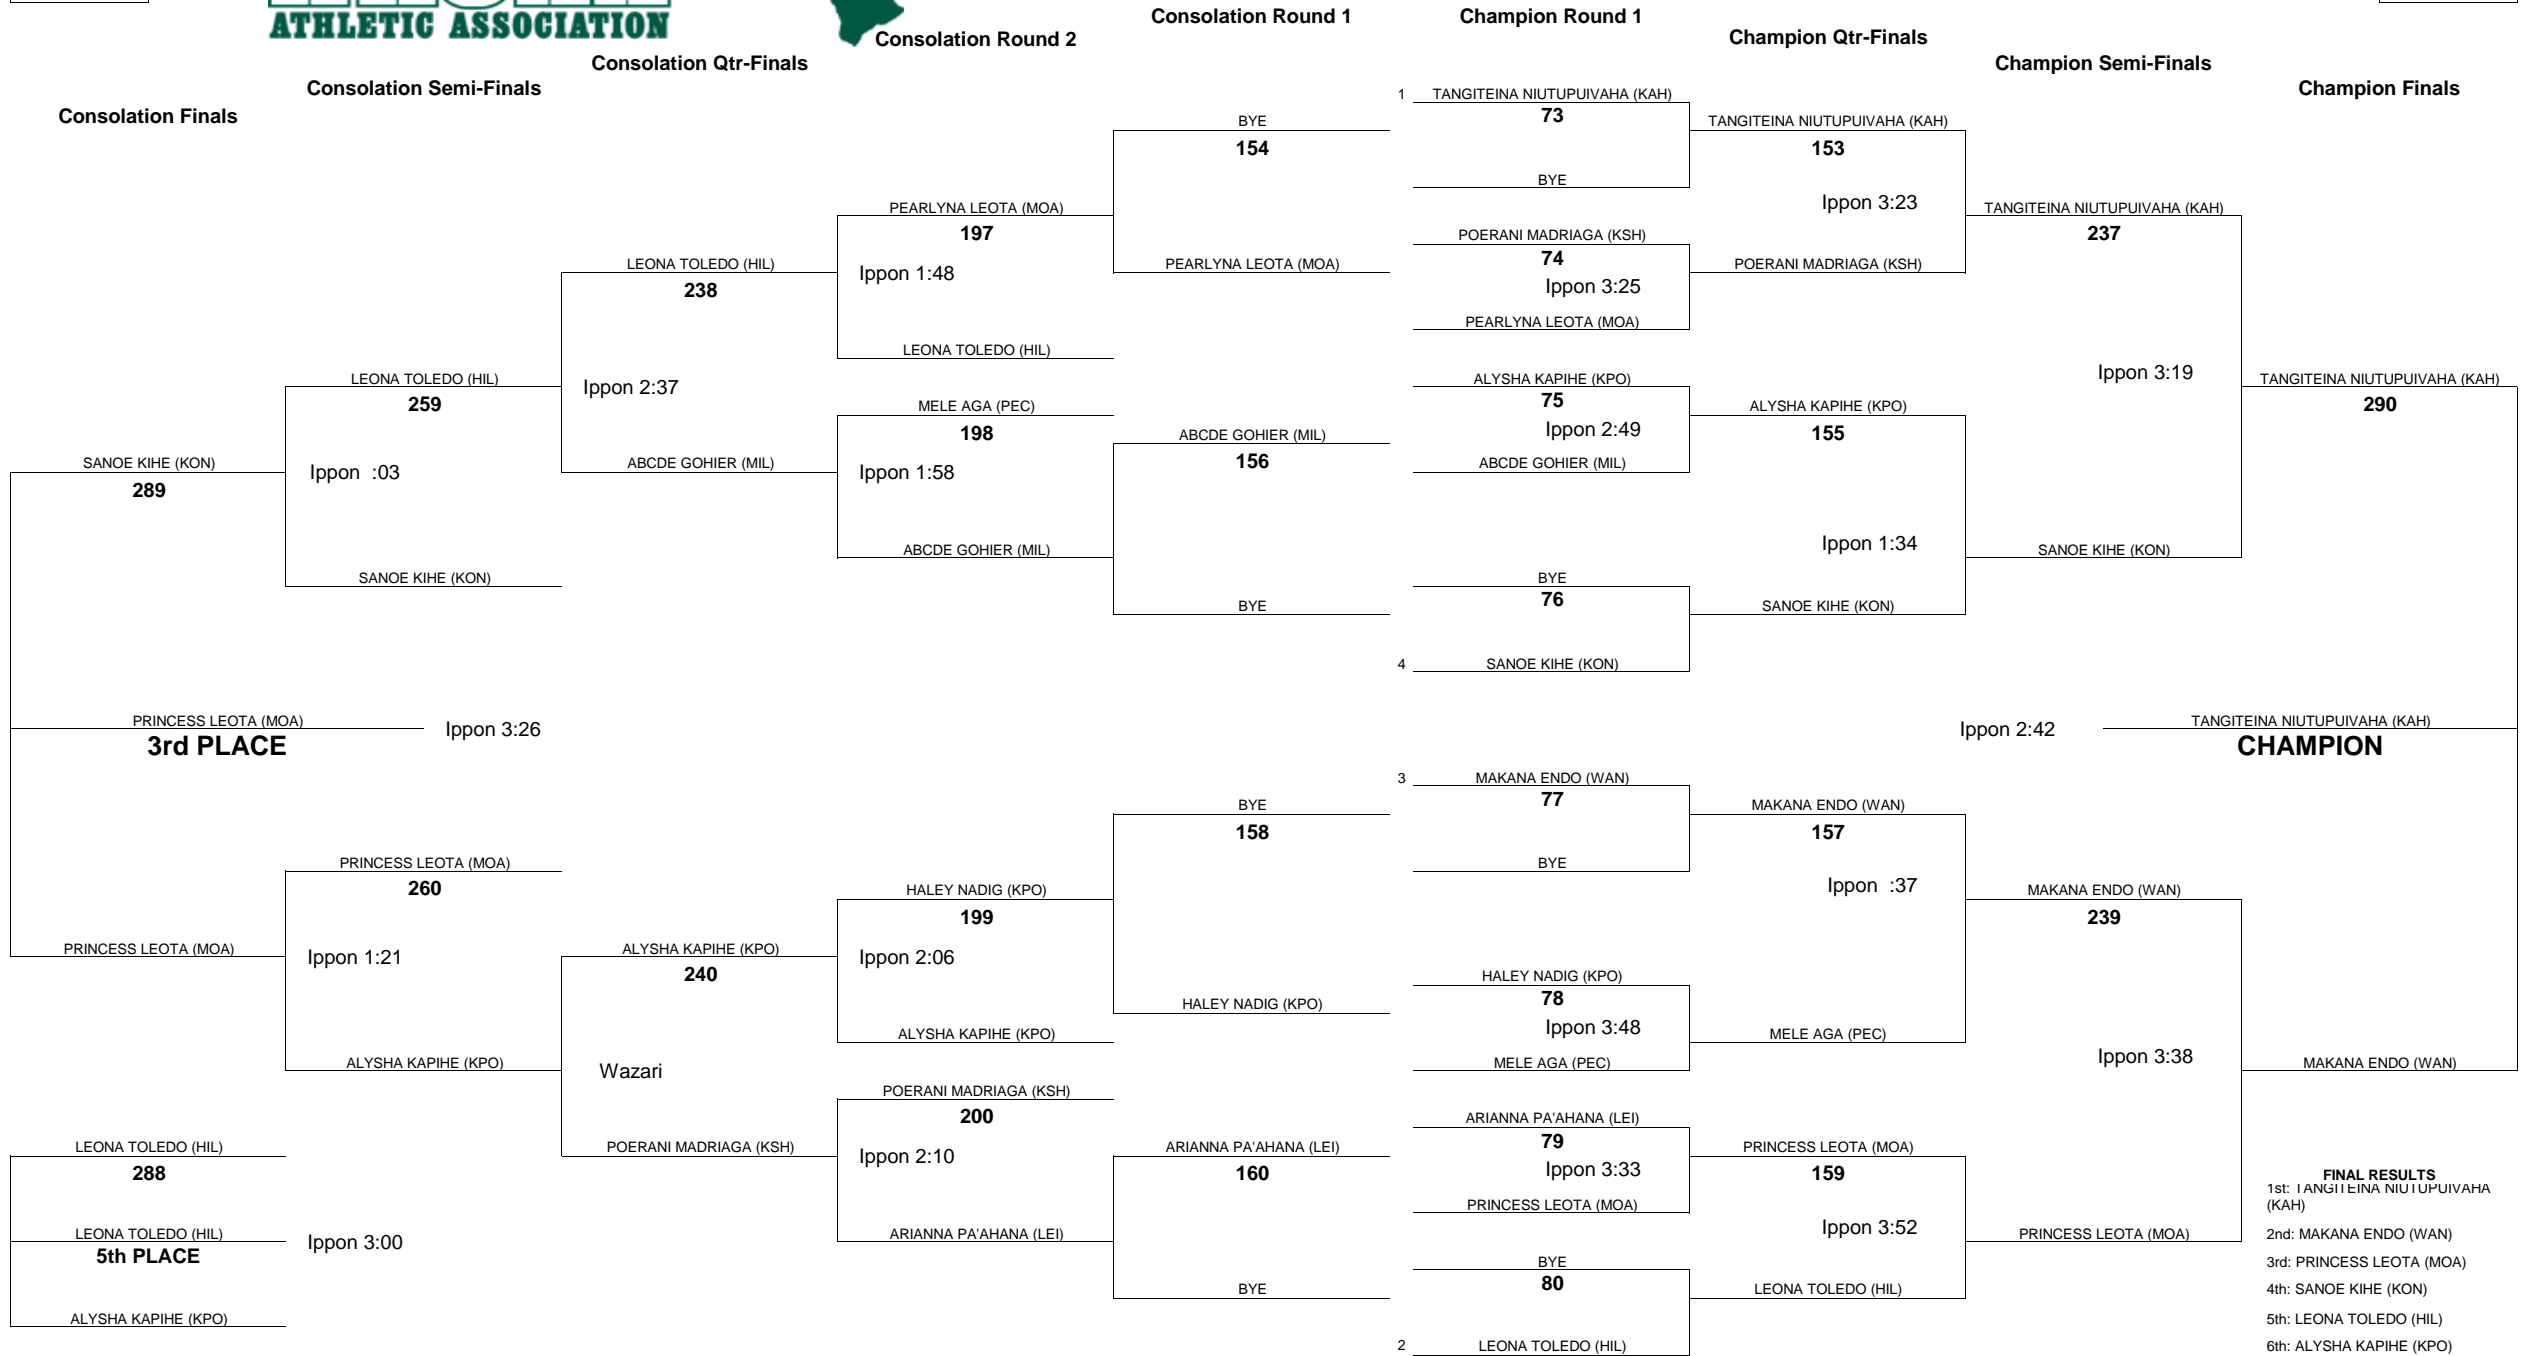 ATHLETIC ASSOCIATION
Consolation Finals
Consolation Semi-Finals
Consolation Qtr-Finals
Consolation Round 2
Consolation Round 1
Champion Round 1
Champion Qtr-Finals
Champion Semi-Finals
Champion Finals
SANOE KIHE (KON)
289
PRINCESS LEOTA (MOA)
3rd PLACE
Ippon 3:26
PRINCESS LEOTA (MOA)
LEONA TOLEDO (HIL)
288
LEONA TOLEDO (HIL)
5th PLACE
Ippon 3:00
ALYSHA KAPIHE (KPO)
LEONA TOLEDO (HIL)
259
Ippon :03
SANOE KIHE (KON)
PRINCESS LEOTA (MOA)
260
Ippon 1:21
ALYSHA KAPIHE (KPO)
LEONA TOLEDO (HIL)
238
Ippon 2:37
ABCDE GOHIER (MIL)
ALYSHA KAPIHE (KPO)
240
Wazari
POERANI MADRIAGA (KSH)
PEARLYNA LEOTA (MOA)
197
Ippon 1:48
LEONA TOLEDO (HIL)
MELE AGA (PEC)
198
Ippon 1:58
ABCDE GOHIER (MIL)
HALEY NADIG (KPO)
199
Ippon 2:06
ALYSHA KAPIHE (KPO)
POERANI MADRIAGA (KSH)
200
Ippon 2:10
ARIANNA PA'AHANA (LEI)
BYE
154
PEARLYNA LEOTA (MOA)
ABCDE GOHIER (MIL)
156
BYE
BYE
158
HALEY NADIG (KPO)
ARIANNA PA'AHANA (LEI)
160
BYE
1 TANGITEINA NIUTUPUIVAHA (KAH)
73
BYE
POERANI MADRIAGA (KSH)
74
Ippon 3:25
PEARLYNA LEOTA (MOA)
ALYSHA KAPIHE (KPO)
75
Ippon 2:49
ABCDE GOHIER (MIL)
BYE
76
4 SANOE KIHE (KON)
3 MAKANA ENDO (WAN)
77
BYE
HALEY NADIG (KPO)
78
Ippon 3:48
MELE AGA (PEC)
ARIANNA PA'AHANA (LEI)
79
Ippon 3:33
PRINCESS LEOTA (MOA)
BYE
80
2 LEONA TOLEDO (HIL)
TANGITEINA NIUTUPUIVAHA (KAH)
153
Ippon 3:23
POERANI MADRIAGA (KSH)
ALYSHA KAPIHE (KPO)
155
Ippon 1:34
SANOE KIHE (KON)
MAKANA ENDO (WAN)
157
Ippon :37
MELE AGA (PEC)
PRINCESS LEOTA (MOA)
159
Ippon 3:52
LEONA TOLEDO (HIL)
TANGITEINA NIUTUPUIVAHA (KAH)
237
Ippon 3:19
SANOE KIHE (KON)
MAKANA ENDO (WAN)
239
Ippon 3:38
PRINCESS LEOTA (MOA)
TANGITEINA NIUTUPUIVAHA (KAH)
290
Ippon 2:42
TANGITEINA NIUTUPUIVAHA (KAH)
CHAMPION
MAKANA ENDO (WAN)
FINAL RESULTS
1st: TANGITEINA NIUTUPUIVAHA
(KAH)
2nd: MAKANA ENDO (WAN)
3rd: PRINCESS LEOTA (MOA)
4th: SANOE KIHE (KON)
5th: LEONA TOLEDO (HIL)
6th: ALYSHA KAPIHE (KPO)